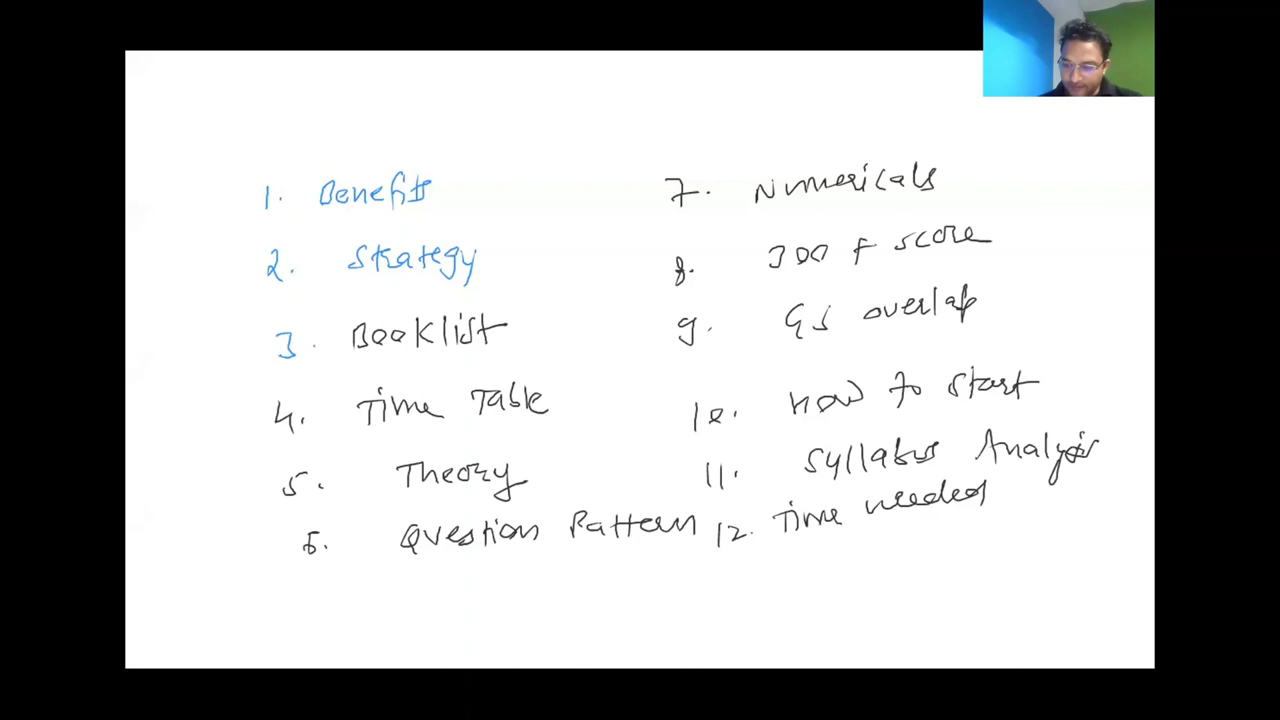 1. Benefits
2. Strategy
3. Booklist
4. Time Table
5. Theory
6. Question Pattern
7. Numericals
8. 300 + score
9. GS overlap
10. How to start
11. Syllabus Analysis
12. Time needed